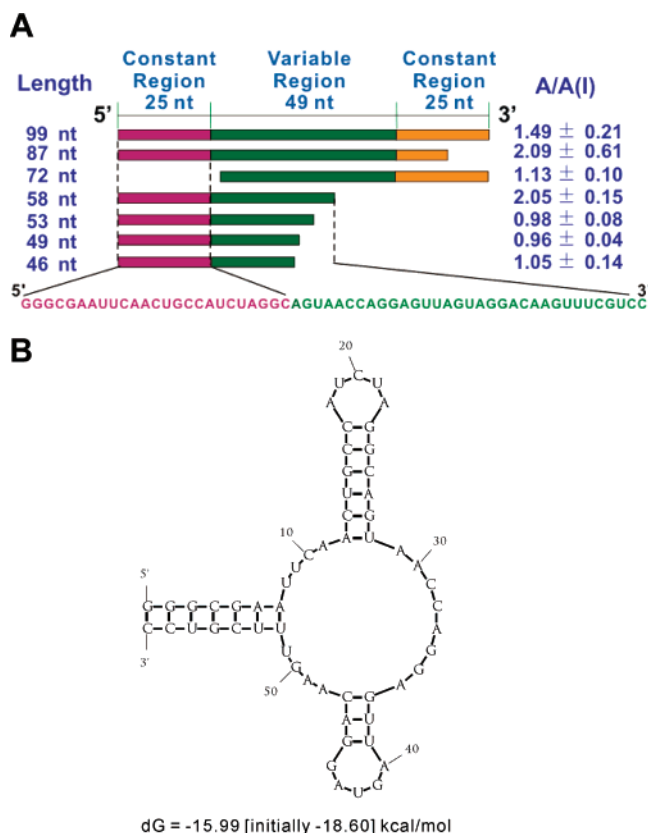 A
Length
Constant Region 25 nt
Variable Region 49 nt
Constant Region 25 nt
A/A(I)
5' 3'
99 nt 1.49 ± 0.21
87 nt 2.09 ± 0.61
72 nt 1.13 ± 0.10
58 nt 2.05 ± 0.15
53 nt 0.98 ± 0.08
49 nt 0.96 ± 0.04
46 nt 1.05 ± 0.14
5' 3'
GGGCGAAUUCAACUGCCAUCUAGGCAGUAACCAGGAGUUAGUAGGACAAGUUUCGUCC
B
20
U C U
A A
C G
C G
G C
U A
C G
10 A U 30
U U C A
A A C C A G G A
5'
G G G C G A A
C C U G C U U
3'
U G A A
50
C G
A U
G U
G A 40
A U G
dG = -15.99 [initially -18.60] kcal/mol